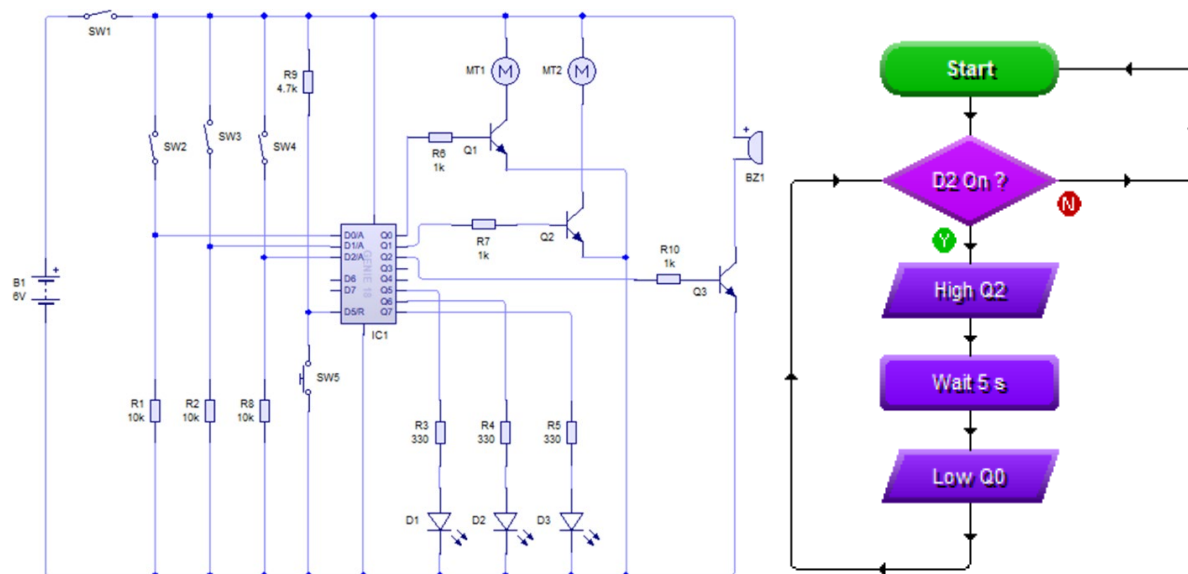 SW1
R9
4.7k
MT1
M
MT2
M
SW2
SW3
SW4
R6
1k
Q1
+
BZ1
R7
1k
Q2
R10
1k
Q3
D0/A
D1/A
D2/A
D6
D7
D5/R
GENIE 18
Q0
Q1
Q2
Q3
Q4
Q5
Q6
Q7
IC1
B1
6V
+
SW5
R1
10k
R2
10k
R8
10k
R3
330
R4
330
R5
330
D1
D2
D3
Start
D2 On ?
N
Y
High Q2
Wait 5 s
Low Q0